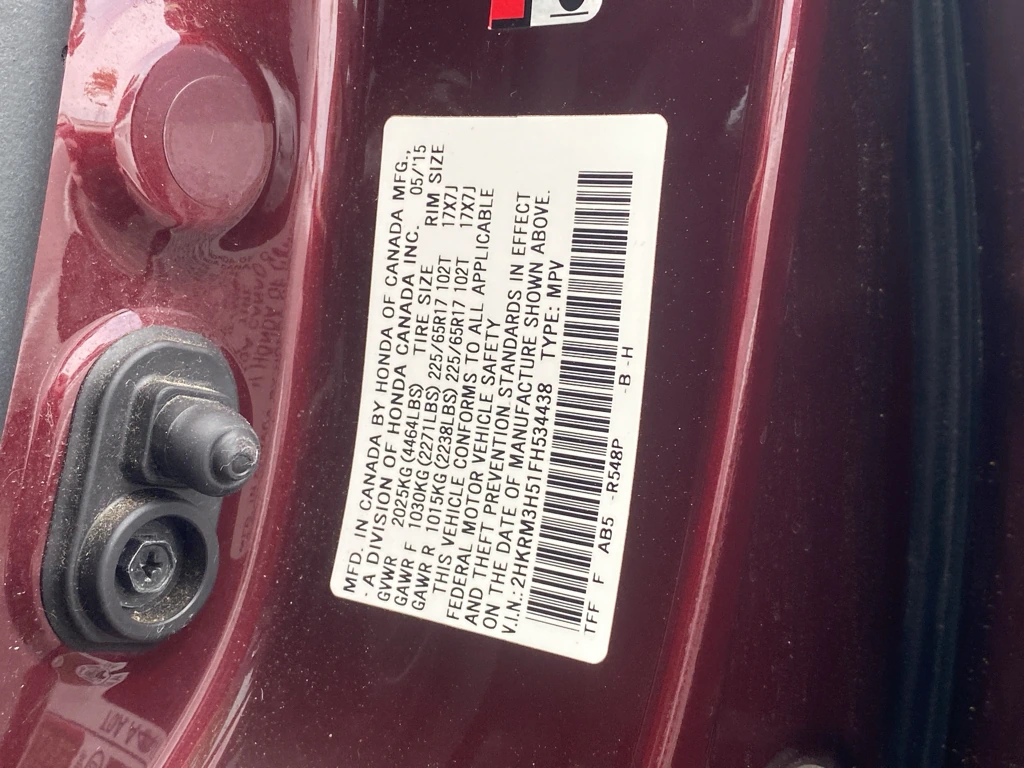 MFD. IN CANADA BY HONDA OF CANADA MFG.,
A DIVISION OF HONDA CANADA INC. 05/'15
GVWR 2025KG (4464LBS) TIRE SIZE RIM SIZE
GAWR F 1030KG (2271LBS) 225/65R17 102T 17X7J
GAWR R 1015KG (2238LBS) 225/65R17 102T 17X7J
THIS VEHICLE CONFORMS TO ALL APPLICABLE
FEDERAL MOTOR VEHICLE SAFETY
AND THEFT PREVENTION STANDARDS IN EFFECT
ON THE DATE OF MANUFACTURE SHOWN ABOVE.
V.I.N.: 2HKRM3H51FH534438 TYPE: MPV
TFF F AB5 -R548P -B -H